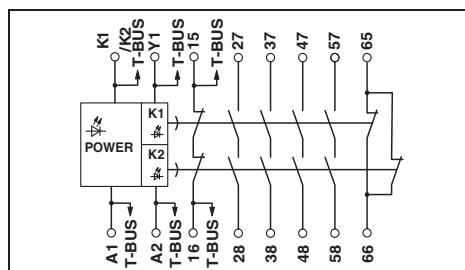 K1
/K2
T-BUS
Y1
T-BUS
15
T-BUS
27
37
47
57
65
K1
POWER
K2
A1
T-BUS
A2
T-BUS
16
T-BUS
28
38
48
58
66